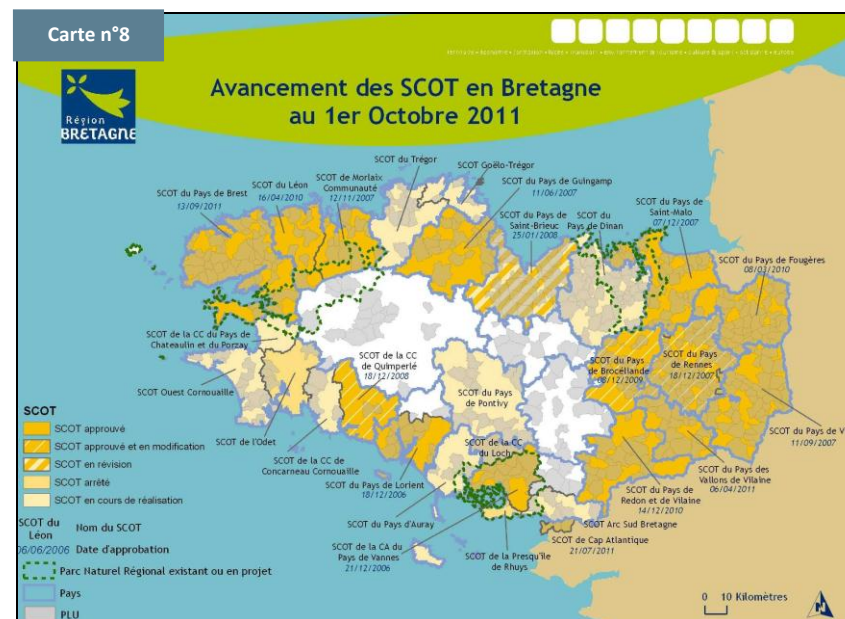 Carte n°8
Région
BRETAGNE
Avancement des SCOT en Bretagne
au 1er Octobre 2011
SCOT du Trégor
SCOT Goëlo-Trégor
SCOT du Pays de Brest
13/09/2011
SCOT du Léon
16/04/2010
SCOT de Morlaix
Communauté
12/11/2007
SCOT du Pays de Guingamp
11/06/2007
SCOT du Pays de
Saint-Brieuc
25/01/2008
SCOT du
Pays de Dinan
SCOT du Pays de
Saint-Malo
07/12/2007
SCOT du Pays de Fougères
08/03/2010
SCOT de la CC du Pays de
Chateaulin et du Porzay
SCOT Ouest Cornouaille
SCOT de l'Odet
SCOT de la CC
de Quimperlé
18/12/2008
SCOT de la CC de
Concarneau Cornouaille
SCOT du Pays
de Pontivy
SCOT du Pays
de Brocéliande
08/12/2009
SCOT du Pays
de Rennes
18/12/2007
SCOT du Pays de V
11/09/2007
SCOT du Pays des
Vallons de Vilaine
06/04/2011
SCOT du Pays de
Redon et de Vilaine
14/12/2010
SCOT de la CC
du Loch
SCOT du Pays de Lorient
18/12/2006
SCOT du Pays d'Auray
SCOT de la CA du
Pays de Vannes
21/12/2006
SCOT de la Presqu'île
de Rhuys
SCOT Arc Sud Bretagne
SCOT de Cap Atlantique
21/07/2011
SCOT
SCOT approuvé
SCOT approuvé et en modification
SCOT en révision
SCOT arrêté
SCOT en cours de réalisation
SCOT du
Léon
Nom du SCOT
06/06/2006 Date d'approbation
Parc Naturel Régional existant ou en projet
Pays
PLU
0 10 Kilomètres
N